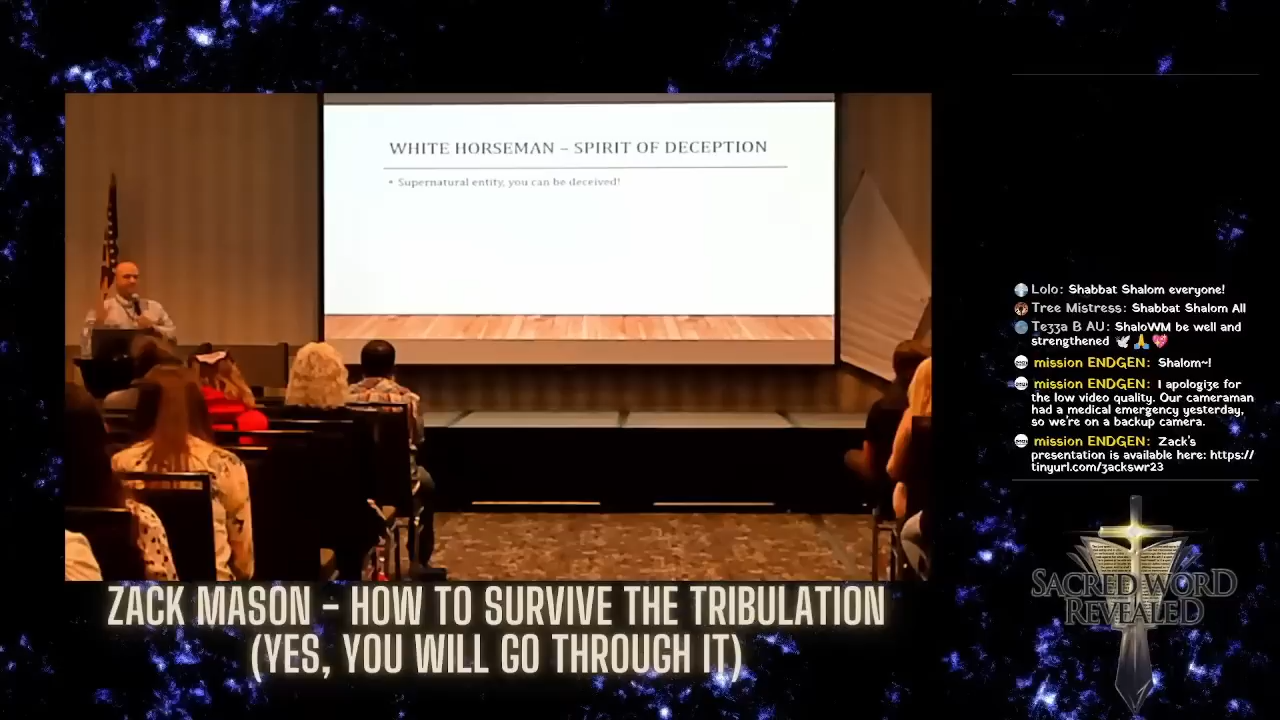 WHITE HORSEMAN – SPIRIT OF DECEPTION
• Supernatural entity, you can be deceived!
Lolo: Shabbat Shalom everyone!
Tree Mistress: Shabbat Shalom All
Tezza B AU: ShaloWM be well and
strengthened 🕊️🙏💖
mission ENDGEN: Shalom~!
mission ENDGEN: I apologize for
the low video quality. Our cameraman
had a medical emergency yesterday,
so we're on a backup camera.
mission ENDGEN: Zack's
presentation is available here: https://
tinyurl.com/zackswr23
SACRED WORD
REVEALED
ZACK MASON - HOW TO SURVIVE THE TRIBULATION
(YES, YOU WILL GO THROUGH IT)